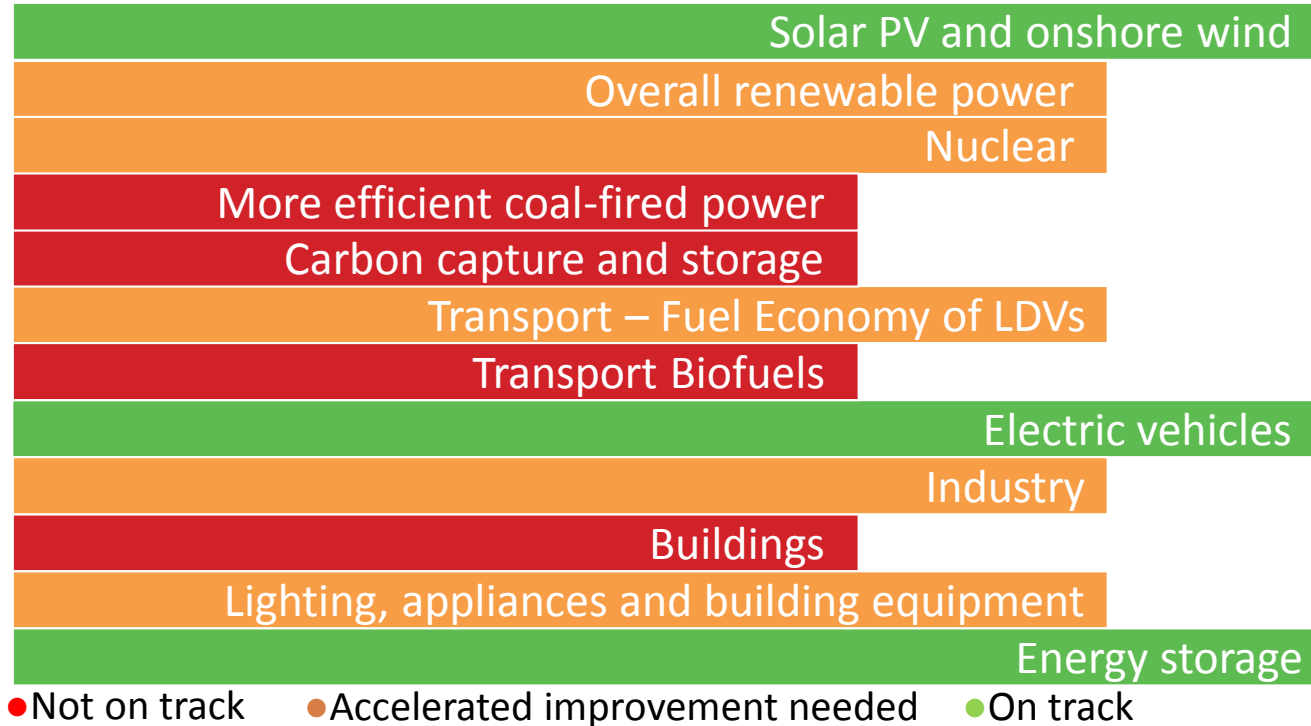 Solar PV and onshore wind
Overall renewable power
Nuclear
More efficient coal-fired power
Carbon capture and storage
Transport – Fuel Economy of LDVs
Transport Biofuels
Electric vehicles
Industry
Buildings
Lighting, appliances and building equipment
Energy storage
●Not on track ●Accelerated improvement needed ●On track